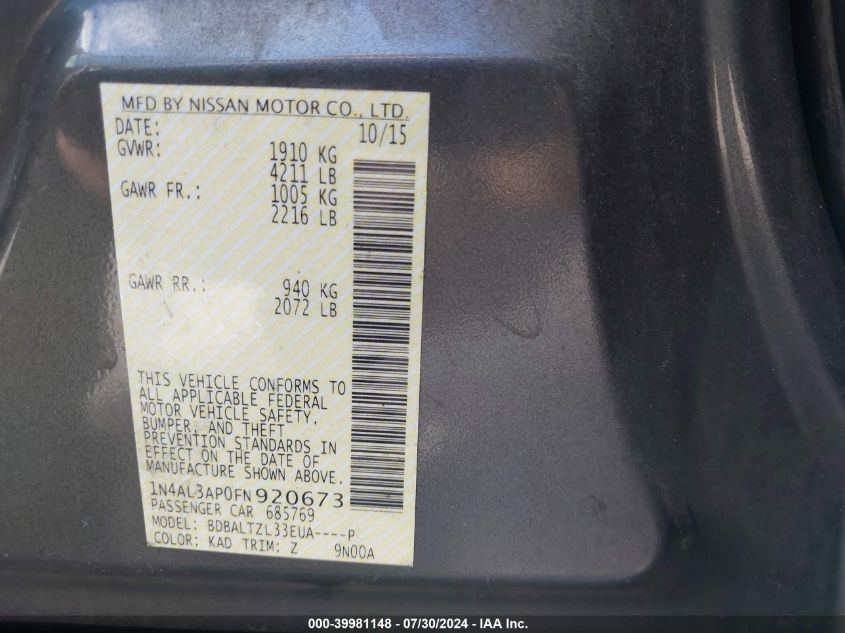 MFD BY NISSAN MOTOR CO., LTD.
DATE: 10/15
GVWR: 1910 KG
4211 LB
GAWR FR.: 1005 KG
2216 LB
GAWR RR.: 940 KG
2072 LB
THIS VEHICLE CONFORMS TO
ALL APPLICABLE FEDERAL
MOTOR VEHICLE SAFETY,
BUMPER, AND THEFT
PREVENTION STANDARDS IN
EFFECT ON THE DATE OF
MANUFACTURE SHOWN ABOVE.
1N4AL3AP0FN920673
PASSENGER CAR 685769
MODEL: BDBALTZL33EUA----P
COLOR: KAD TRIM: Z 9N00A
000-39981148 - 07/30/2024 - IAA Inc.